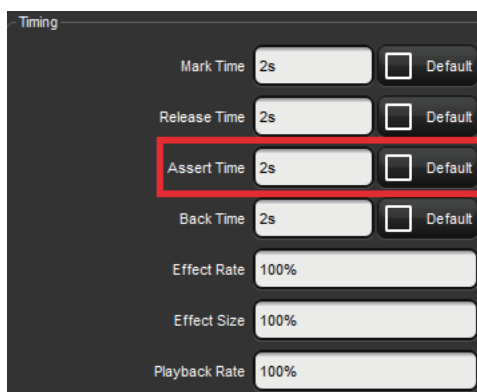 Timing
Mark Time 2s Default
Release Time 2s Default
Assert Time 2s Default
Back Time 2s Default
Effect Rate 100%
Effect Size 100%
Playback Rate 100%